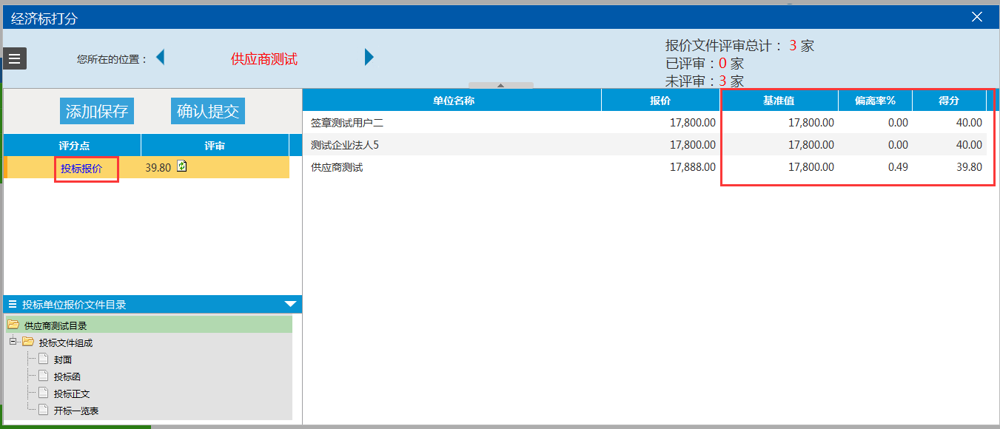 经济标打分
您所在的位置：
供应商测试
报价文件评审总计： 3 家
已评审：0 家
未评审：3 家
添加保存 确认提交
评分点 评审
投标报价 39.80
单位名称 报价 基准值 偏离率% 得分
签章测试用户二 17,800.00 17,800.00 0.00 40.00
测试企业法人5 17,800.00 17,800.00 0.00 40.00
供应商测试 17,888.00 17,800.00 0.49 39.80
投标单位报价文件目录
供应商测试目录
投标文件组成
封面
投标函
投标正文
开标一览表